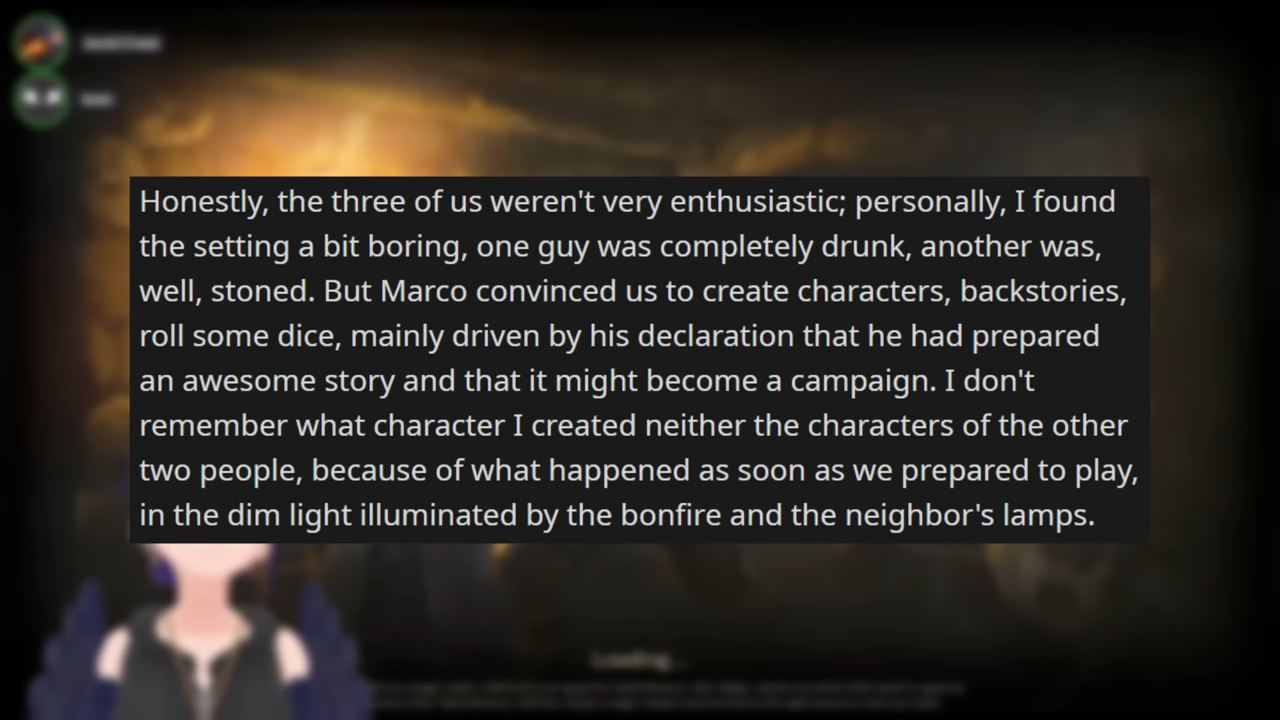 Honestly, the three of us weren't very enthusiastic; personally, I found
the setting a bit boring, one guy was completely drunk, another was,
well, stoned. But Marco convinced us to create characters, backstories,
roll some dice, mainly driven by his declaration that he had prepared
an awesome story and that it might become a campaign. I don't
remember what character I created neither the characters of the other
two people, because of what happened as soon as we prepared to play,
in the dim light illuminated by the bonfire and the neighbor's lamps.
Loading...